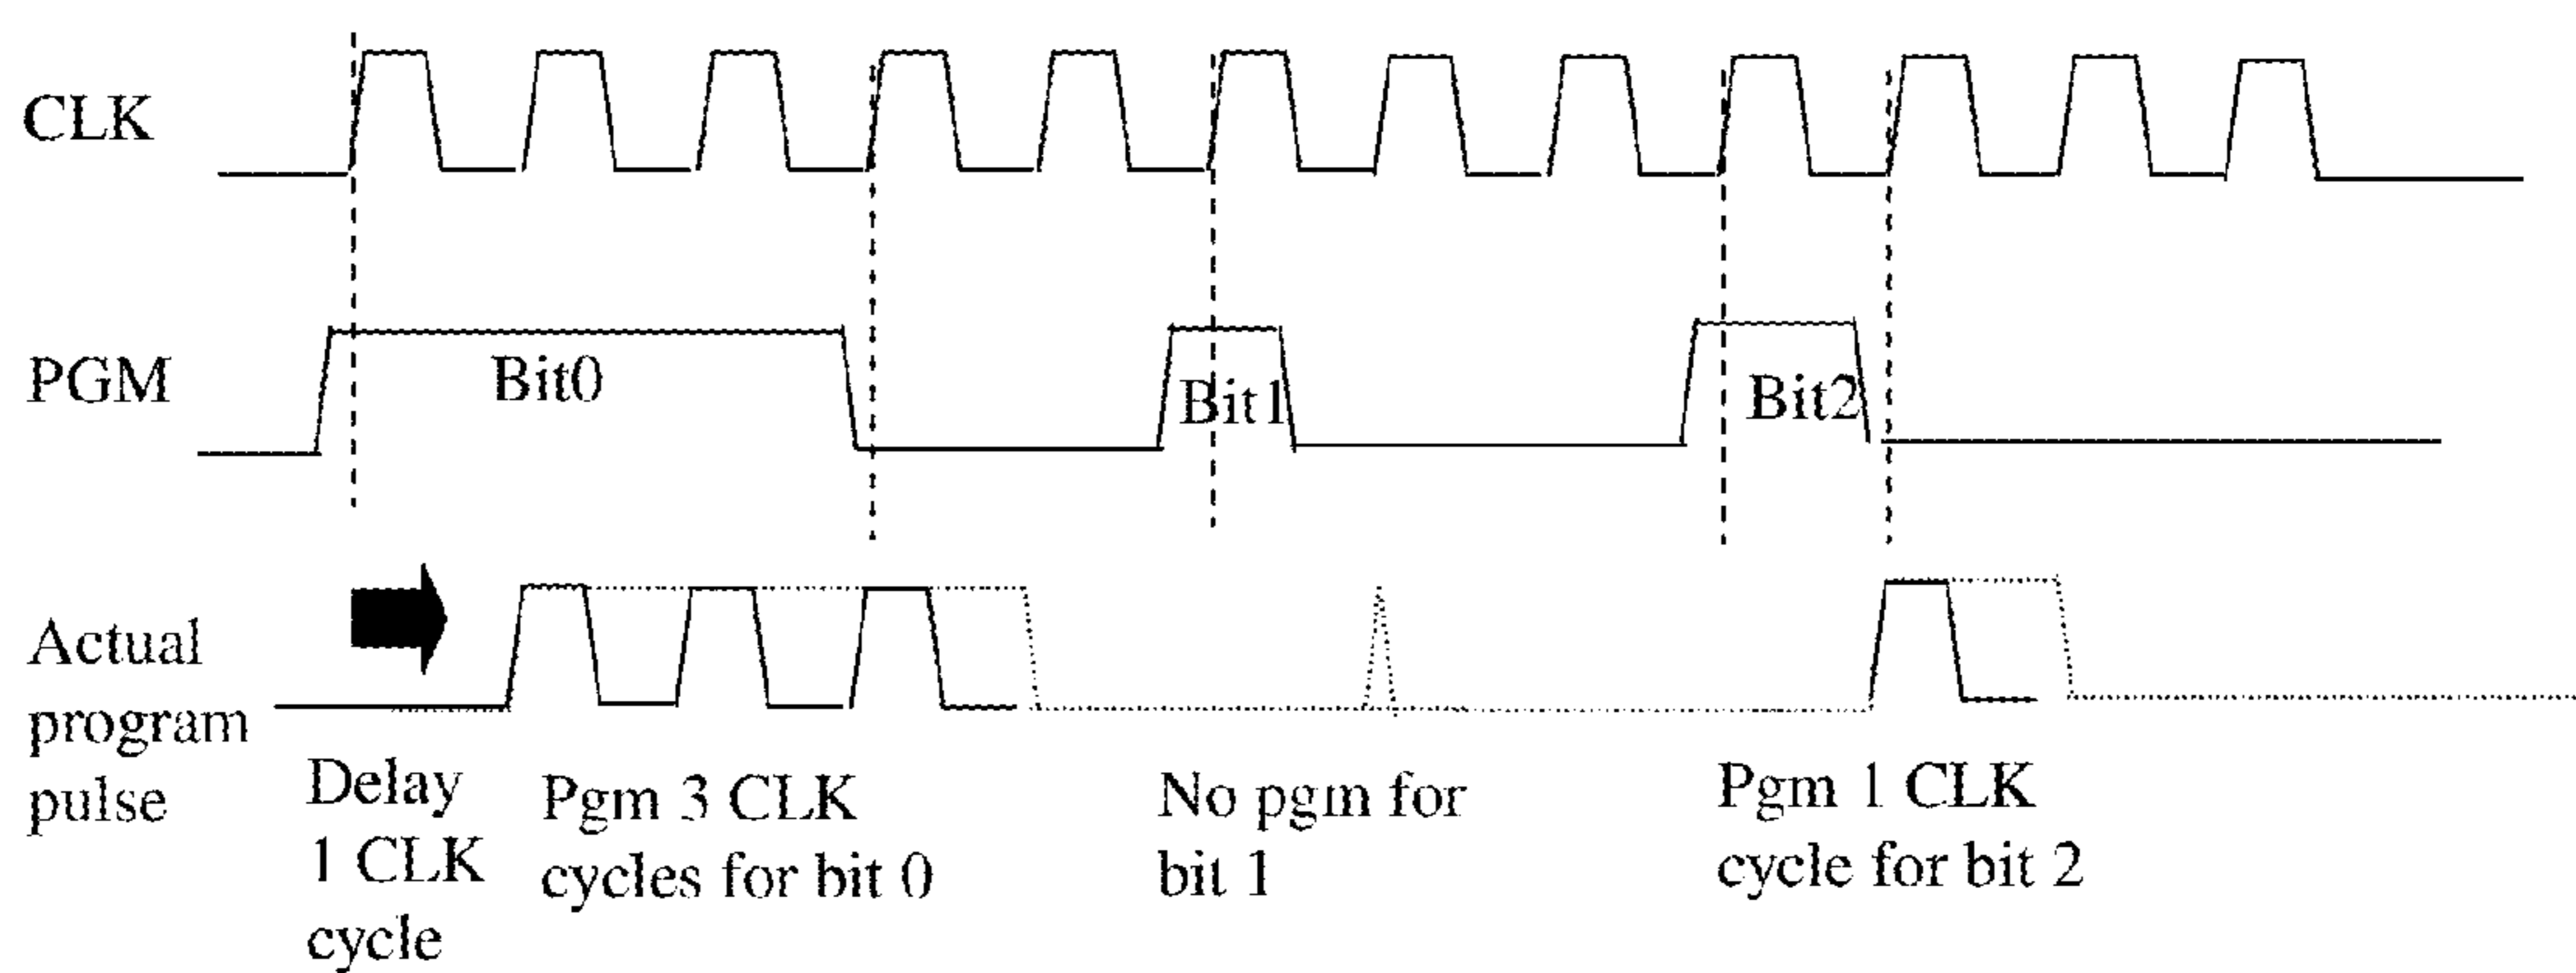 CLK
PGM
Bit0
Bit1
Bit2
Actual
program
pulse
Delay
1 CLK
cycle
Pgm 3 CLK
cycles for bit 0
No pgm for
bit 1
Pgm 1 CLK
cycle for bit 2